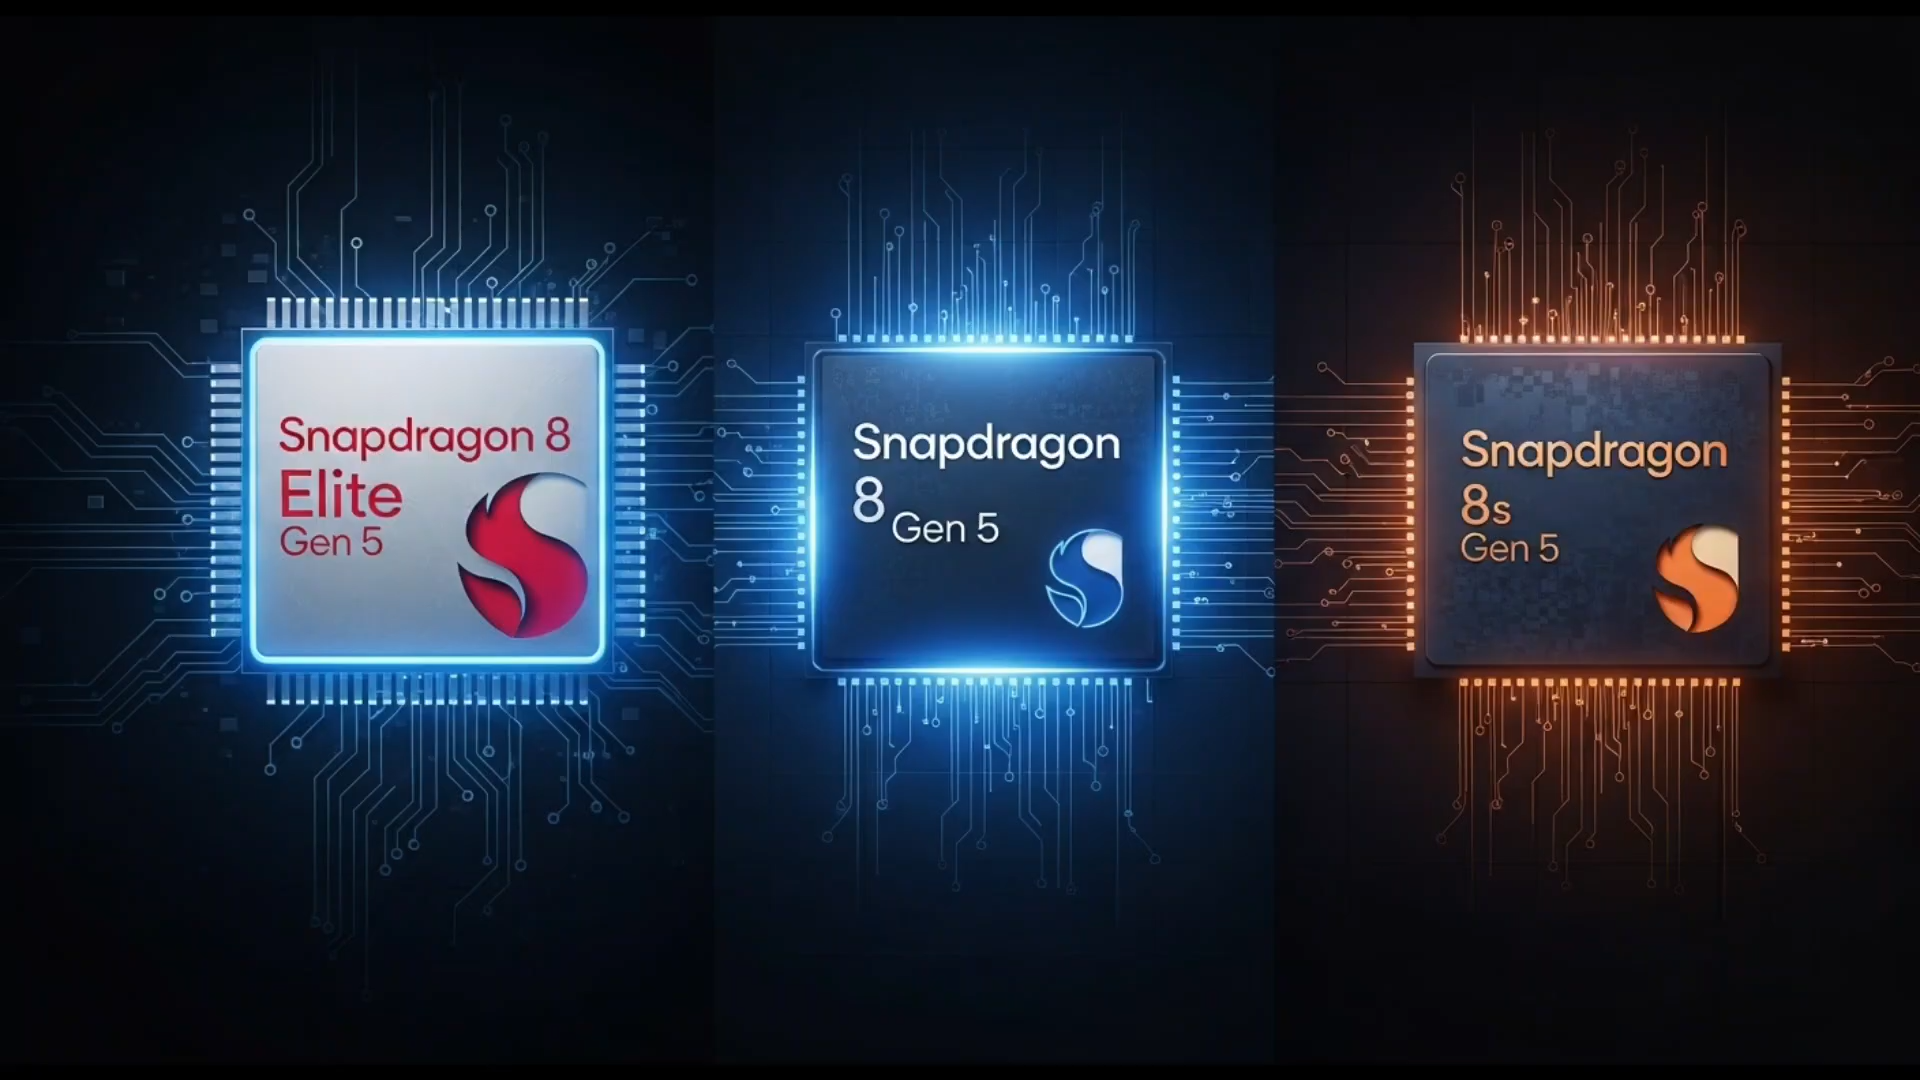 Snapdragon 8
Elite
Gen 5
Snapdragon
8 Gen 5
Snapdragon
8s
Gen 5